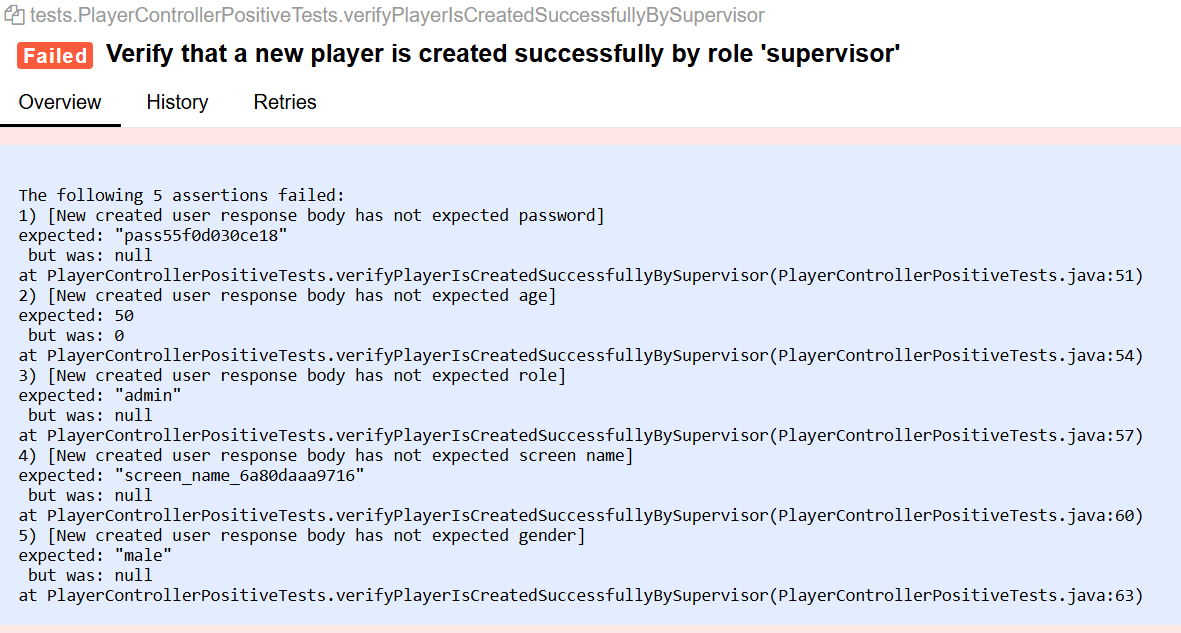 tests.PlayerControllerPositiveTests.verifyPlayerIsCreatedSuccessfullyBySupervisor
Failed Verify that a new player is created successfully by role 'supervisor'
Overview History Retries
The following 5 assertions failed:
1) [New created user response body has not expected password]
expected: "pass55f0d030ce18"
but was: null
at PlayerControllerPositiveTests.verifyPlayerIsCreatedSuccessfullyBySupervisor(PlayerControllerPositiveTests.java:51)
2) [New created user response body has not expected age]
expected: 50
but was: 0
at PlayerControllerPositiveTests.verifyPlayerIsCreatedSuccessfullyBySupervisor(PlayerControllerPositiveTests.java:54)
3) [New created user response body has not expected role]
expected: "admin"
but was: null
at PlayerControllerPositiveTests.verifyPlayerIsCreatedSuccessfullyBySupervisor(PlayerControllerPositiveTests.java:57)
4) [New created user response body has not expected screen name]
expected: "screen_name_6a80daaa9716"
but was: null
at PlayerControllerPositiveTests.verifyPlayerIsCreatedSuccessfullyBySupervisor(PlayerControllerPositiveTests.java:60)
5) [New created user response body has not expected gender]
expected: "male"
but was: null
at PlayerControllerPositiveTests.verifyPlayerIsCreatedSuccessfullyBySupervisor(PlayerControllerPositiveTests.java:63)